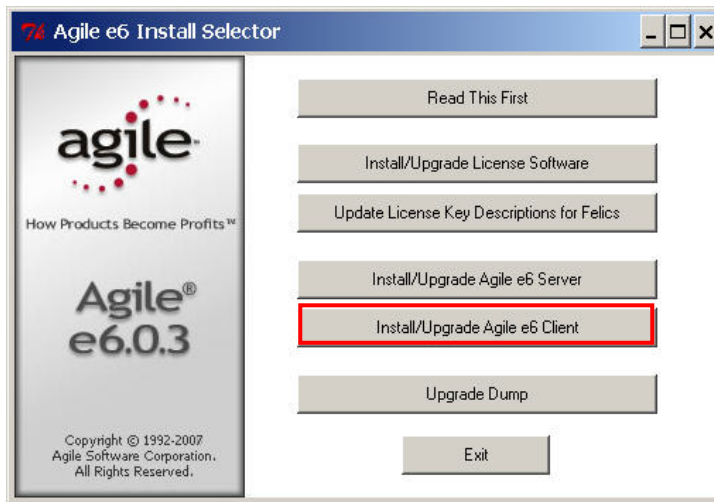 Agile e6 Install Selector
agile™
How Products Become Profits™
Agile®
e6.0.3
Copyright © 1992-2007
Agile Software Corporation.
All Rights Reserved.
Read This First
Install/Upgrade License Software
Update License Key Descriptions for Felics
Install/Upgrade Agile e6 Server
Install/Upgrade Agile e6 Client
Upgrade Dump
Exit